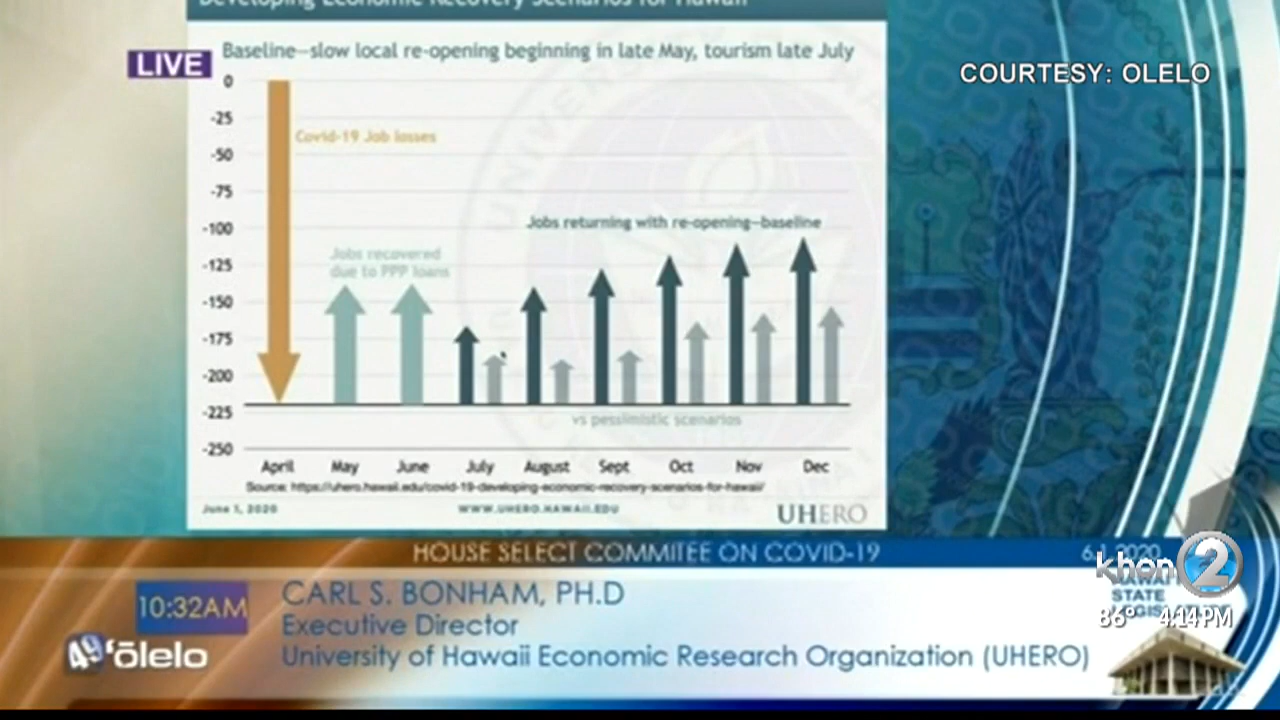 Developing Economic Recovery Scenarios for Hawaii
LIVE
Baseline—slow local re-opening beginning in late May, tourism late July
COURTESY: OLELO
0
-25
Covid-19 Job losses
-50
-75
-100
Jobs returning with re-opening—baseline
Jobs recovered
due to PPP loans
-125
-150
-175
-200
-225
vs pessimistic scenarios
-250
April May June July August Sept Oct Nov Dec
Source: https://uhero.hawaii.edu/covid-19-developing-economic-recovery-scenarios-for-hawaii/
June 1, 2020
WWW.UHERO.HAWAII.EDU
UHERO
UNIVERSITY
HOUSE SELECT COMMITEE ON COVID-19
6.1.2020
khon 2
STATE
86° 4:14PM
10:32AM
CARL S. BONHAM, PH.D
Executive Director
University of Hawaii Economic Research Organization (UHERO)
49 'ōlelo